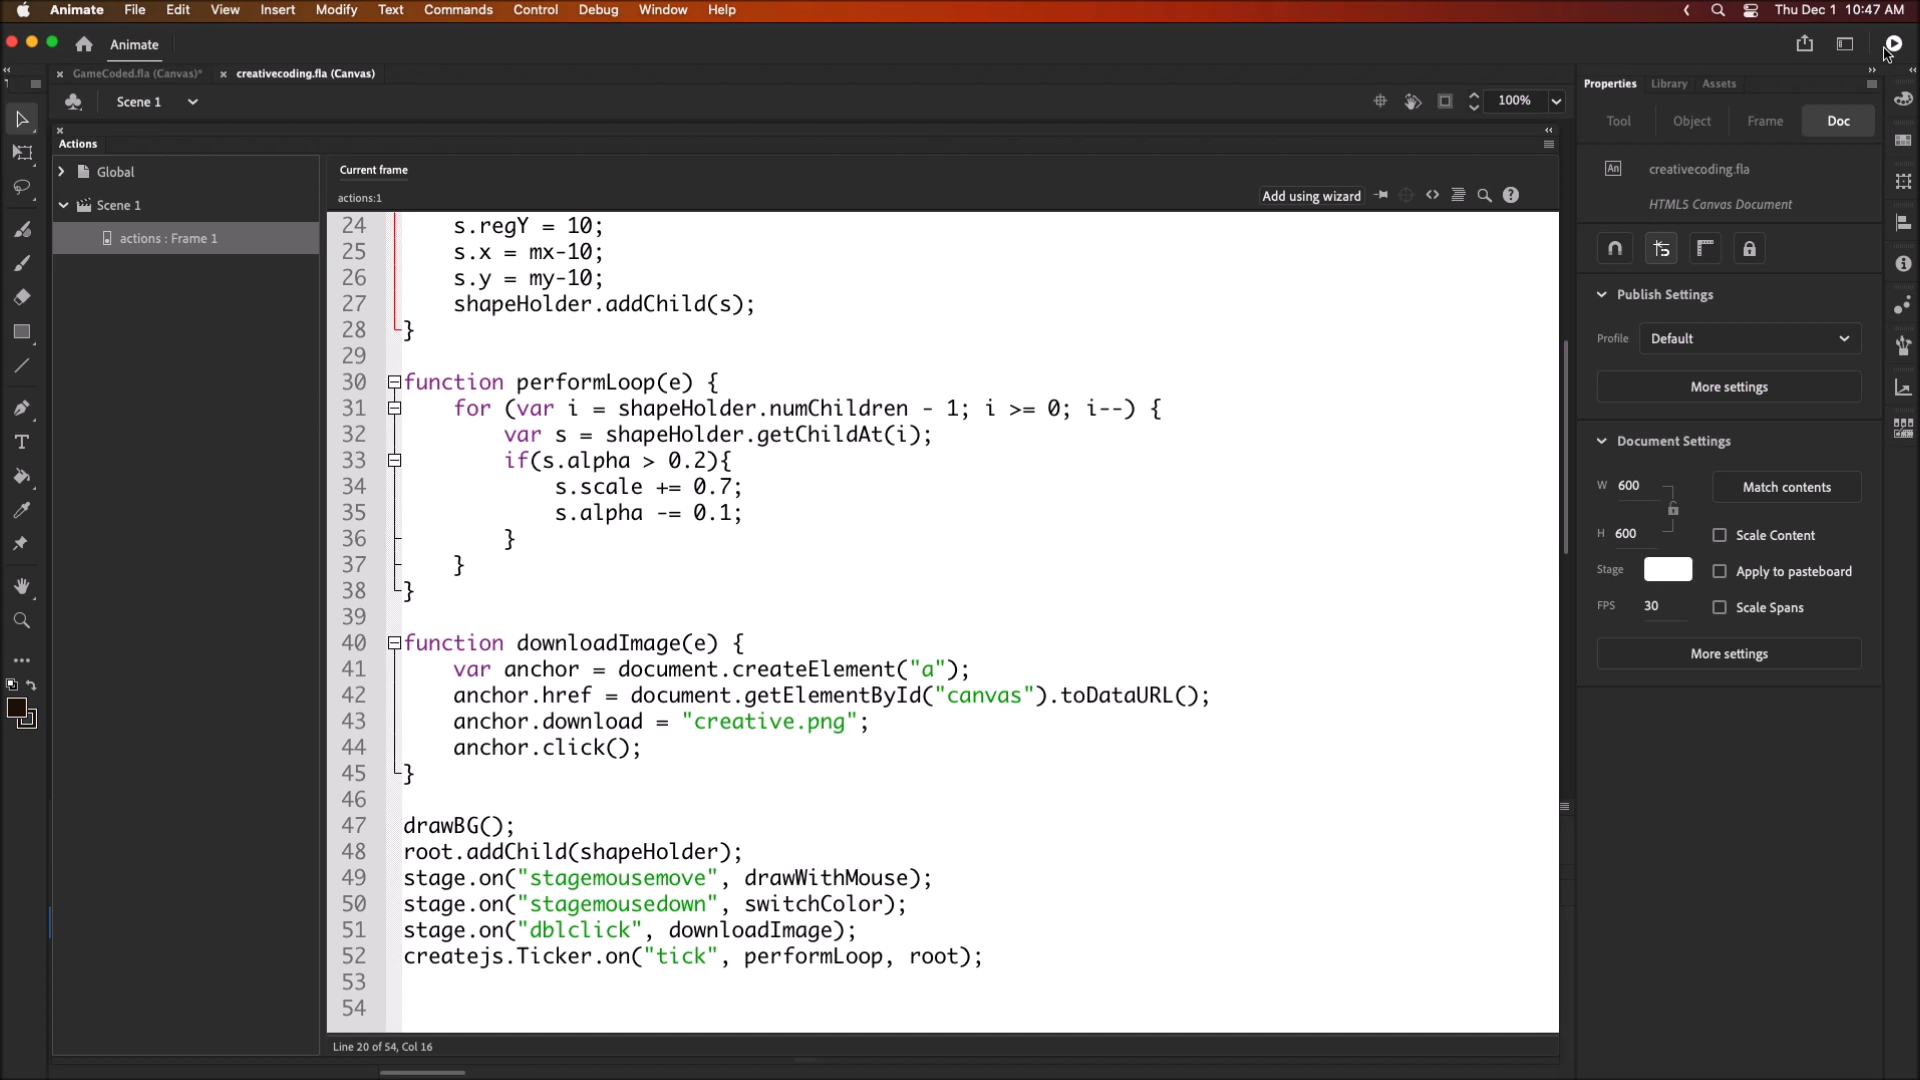 Animate File Edit View Insert Modify Text Commands Control Debug Window Help Thu Dec 1 10:47 AM
Animate
GameCoded.fla (Canvas)* creativecoding.fla (Canvas)
Scene 1 100%
Actions
Global
Scene 1
actions : Frame 1
Current frame
actions:1 Add using wizard
24 s.regY = 10;
25 s.x = mx-10;
26 s.y = my-10;
27 shapeHolder.addChild(s);
28 }
29
30 function performLoop(e) {
31 for (var i = shapeHolder.numChildren - 1; i >= 0; i--) {
32 var s = shapeHolder.getChildAt(i);
33 if(s.alpha > 0.2){
34 s.scale += 0.7;
35 s.alpha -= 0.1;
36 }
37 }
38 }
39
40 function downloadImage(e) {
41 var anchor = document.createElement("a");
42 anchor.href = document.getElementById("canvas").toDataURL();
43 anchor.download = "creative.png";
44 anchor.click();
45 }
46
47 drawBG();
48 root.addChild(shapeHolder);
49 stage.on("stagemousemove", drawWithMouse);
50 stage.on("stagemousedown", switchColor);
51 stage.on("dblclick", downloadImage);
52 createjs.Ticker.on("tick", performLoop, root);
53
54
Line 20 of 54, Col 16
Properties Library Assets
Tool Object Frame Doc
An creativecoding.fla
HTML5 Canvas Document
Publish Settings
Profile Default
More settings
Document Settings
W 600 Match contents
H 600 Scale Content
Stage Apply to pasteboard
FPS 30 Scale Spans
More settings